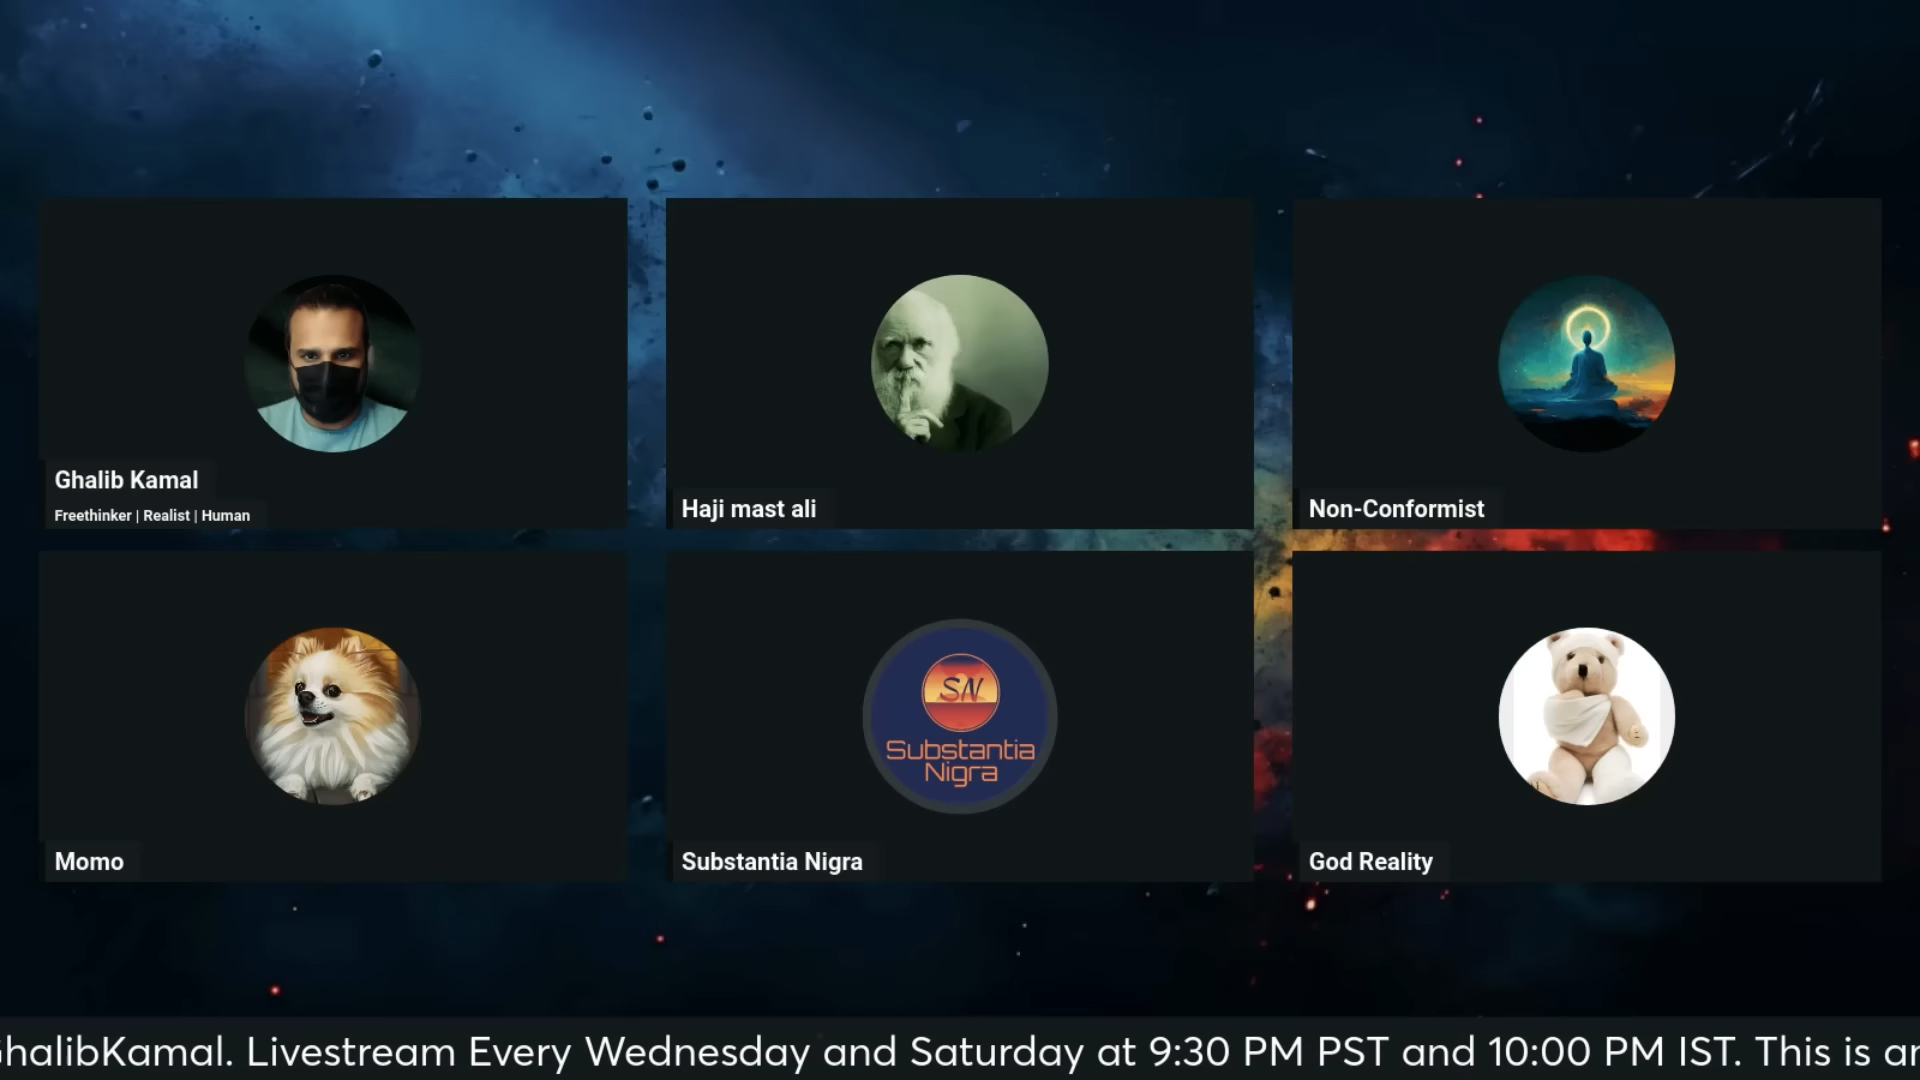 Ghalib Kamal
Freethinker | Realist | Human
Haji mast ali
Non-Conformist
Momo
SN
Substantia
Nigra
Substantia Nigra
God Reality
GhalibKamal. Livestream Every Wednesday and Saturday at 9:30 PM PST and 10:00 PM IST. This is